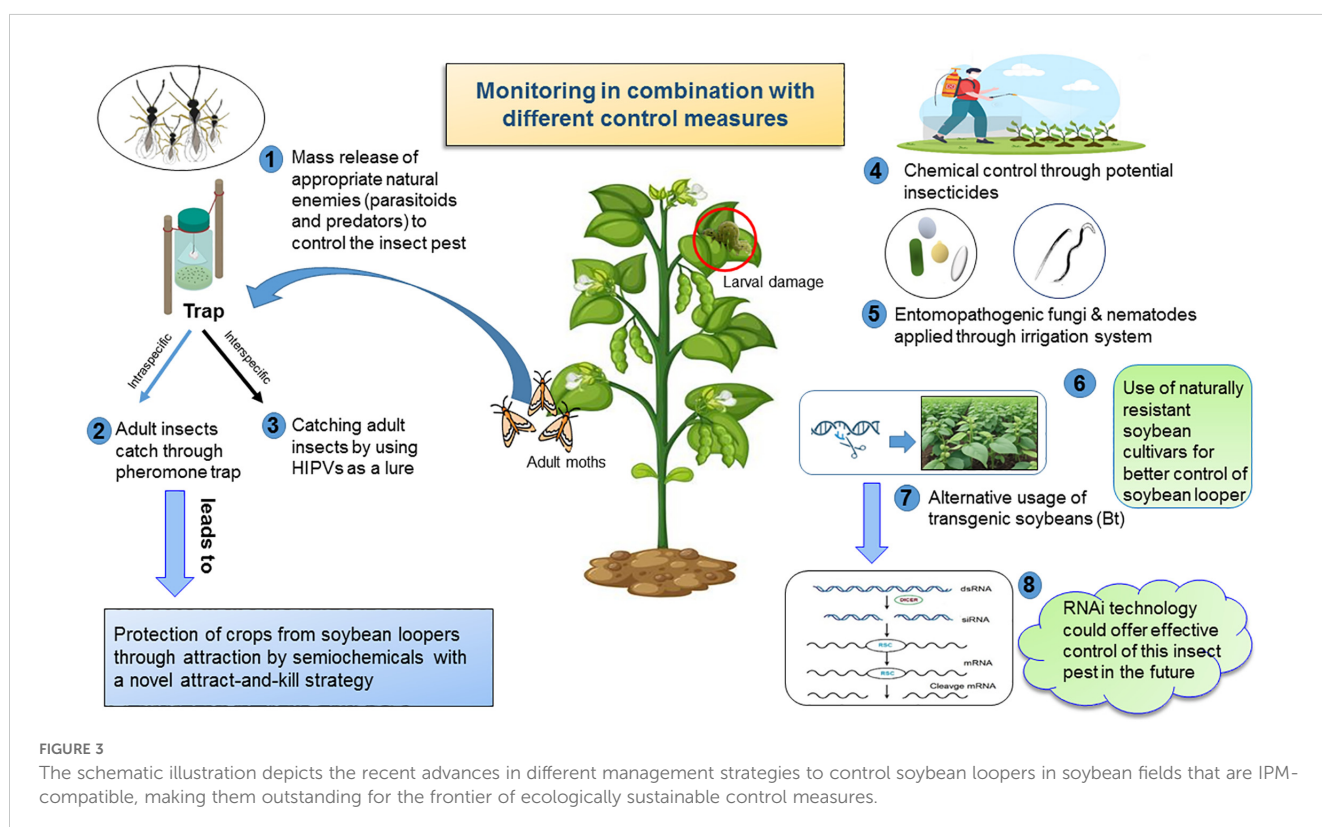 Monitoring in combination with
different control measures
1
Mass release of
appropriate natural
enemies (parasitoids
and predators) to
control the insect pest
Trap
Intraspecific
Interspecific
2
Adult insects
catch through
pheromone trap
3
Catching adult
insects by using
HIPVs as a lure
leads to
Protection of crops from soybean loopers
through attraction by semiochemicals with
a novel attract-and-kill strategy
Larval damage
Adult moths
4
Chemical control through potential
insecticides
5
Entomopathogenic fungi & nematodes
applied through irrigation system
6
Use of naturally
resistant
soybean
cultivars for
better control of
soybean looper
7
Alternative usage of
transgenic soybeans (Bt)
dsRNA
DICER
siRNA
RSC
mRNA
RSC
Cleavge mRNA
8
RNAi technology
could offer effective
control of this insect
pest in the future
FIGURE 3
The schematic illustration depicts the recent advances in different management strategies to control soybean loopers in soybean fields that are IPM-
compatible, making them outstanding for the frontier of ecologically sustainable control measures.